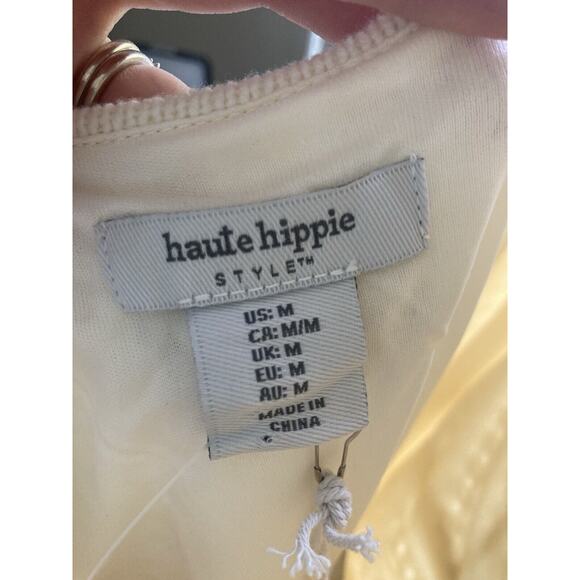 haute hippie
STYLE™
US: M
CA: M/M
UK: M
EU: M
AU: M
MADE IN
CHINA